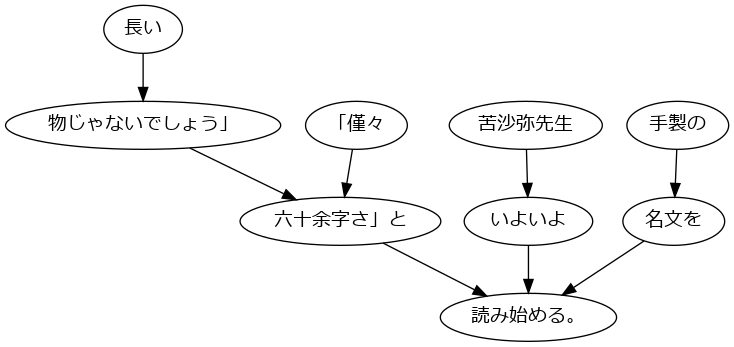 長い
物じゃないでしょう」
「僅々
苦沙弥先生
手製の
六十余字さ」と
いよいよ
名文を
読み始める。